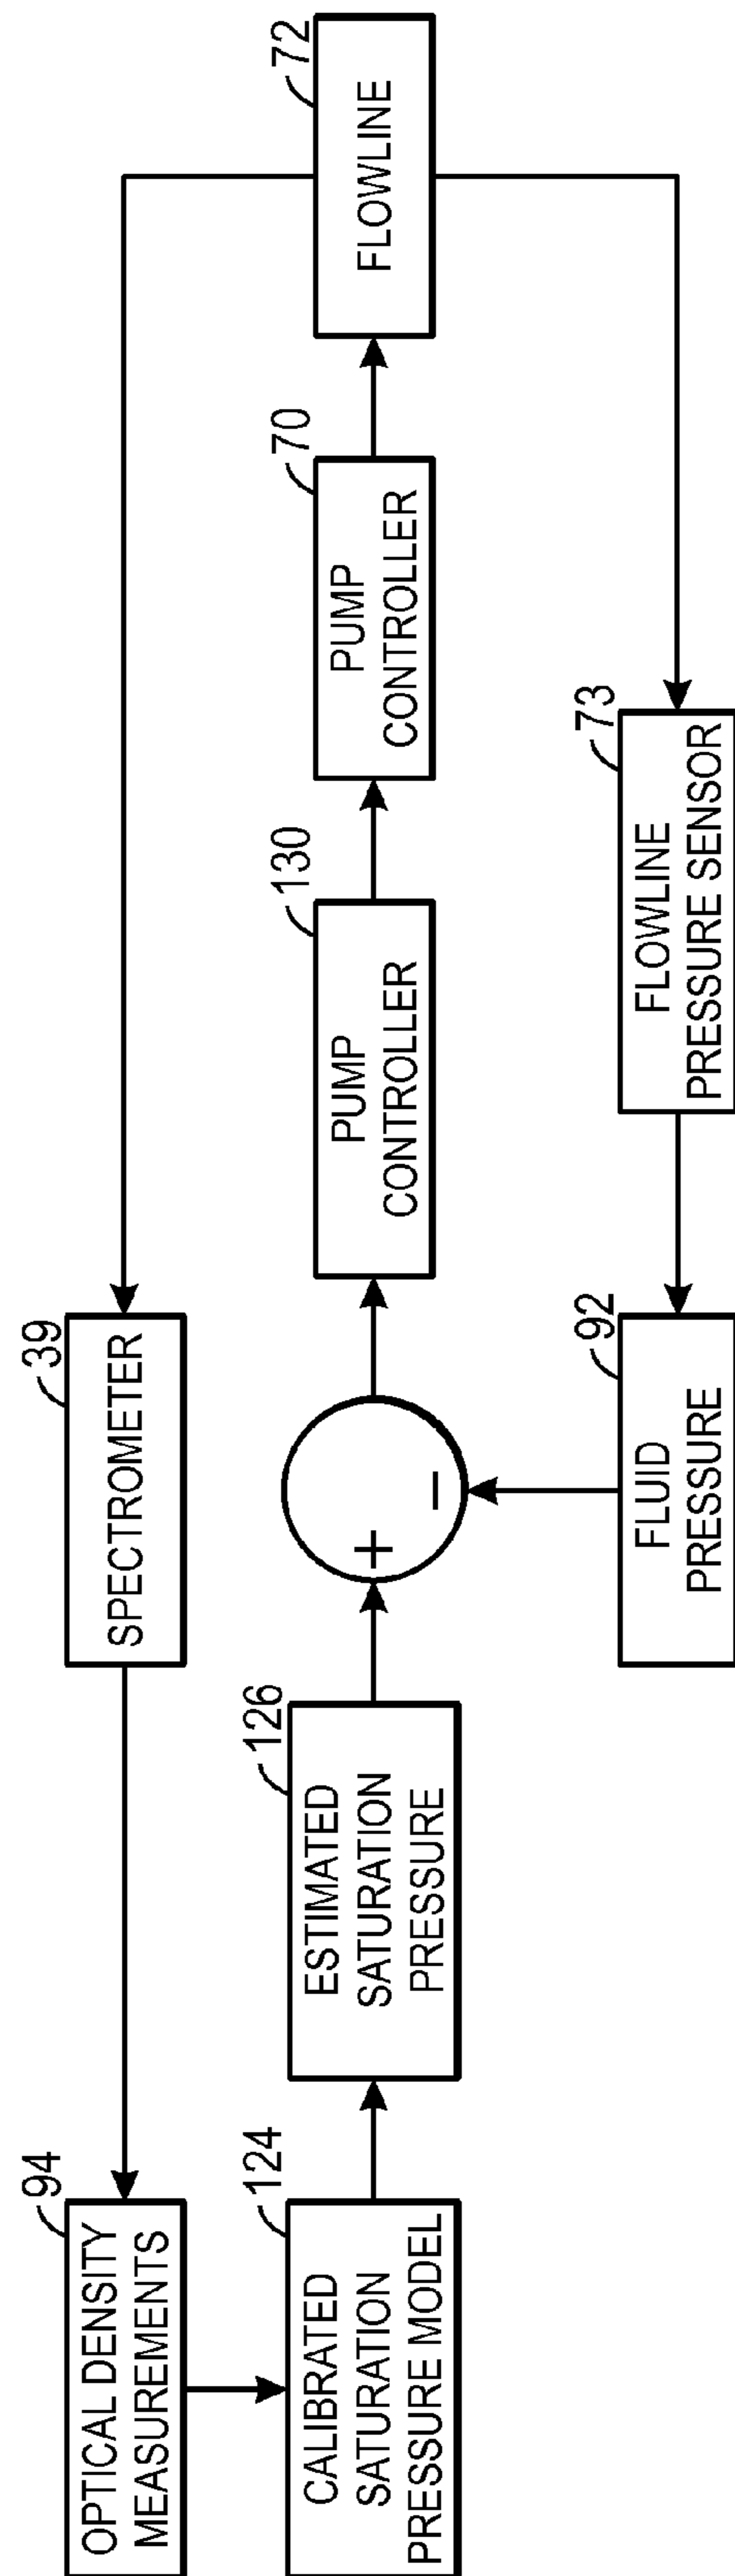 94
OPTICAL DENSITY
MEASUREMENTS
39
SPECTROMETER
124
CALIBRATED
SATURATION
PRESSURE MODEL
126
ESTIMATED
SATURATION
PRESSURE
+
−
130
PUMP
CONTROLLER
70
PUMP
CONTROLLER
72
FLOWLINE
92
FLUID
PRESSURE
73
FLOWLINE
PRESSURE SENSOR